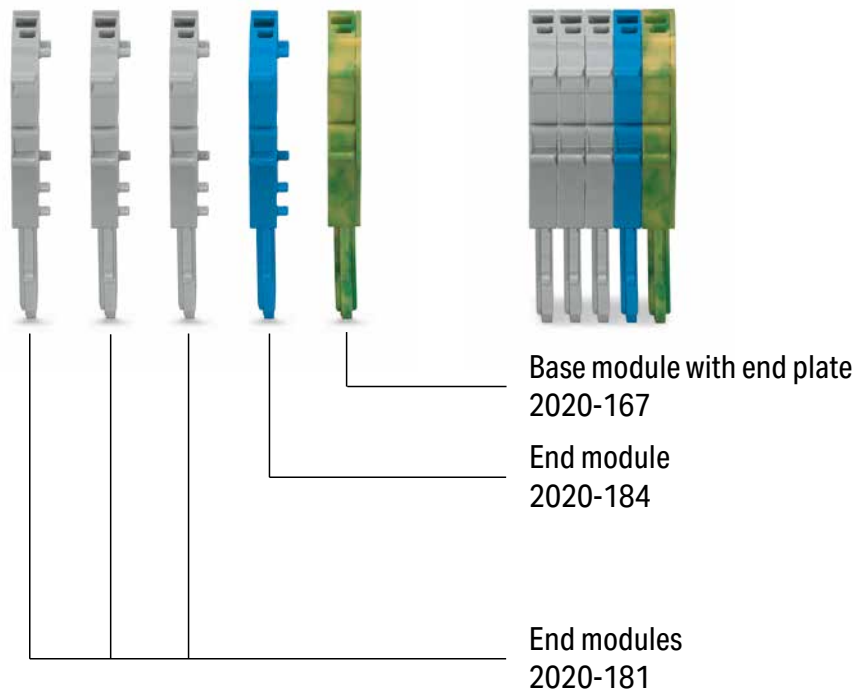 Base module with end plate
2020-167
End module
2020-184
End modules
2020-181